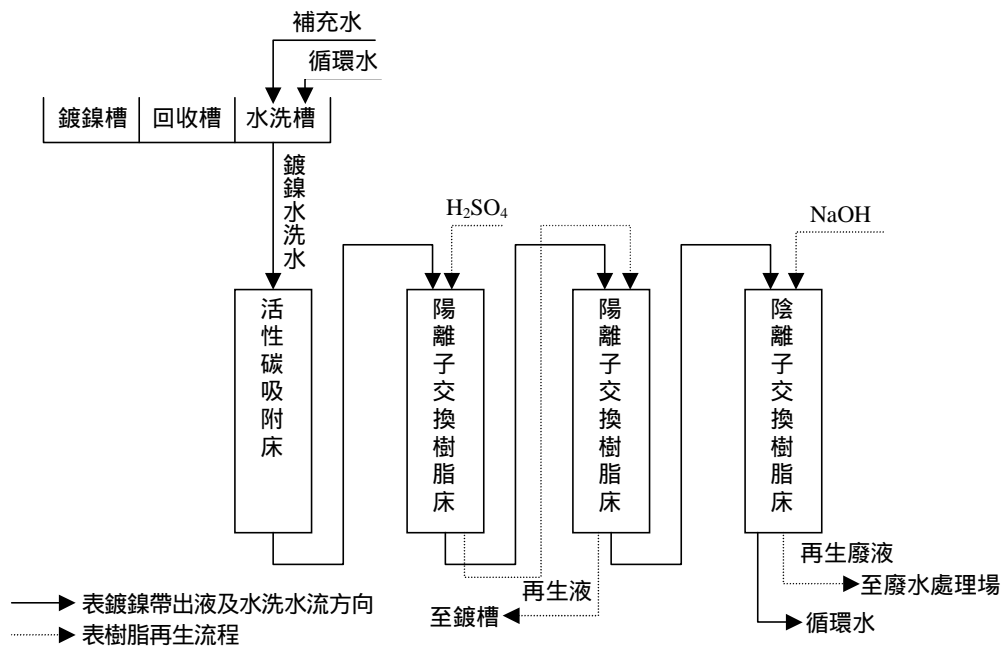 補充水
循環水
鍍鎳槽 回收槽 水洗槽
鍍鎳水洗水
H₂SO₄
NaOH
活性碳吸附床
陽離子交換樹脂床
陽離子交換樹脂床
陰離子交換樹脂床
再生液
再生廢液
至廢水處理場
至鍍槽
循環水
表鍍鎳帶出液及水洗水流方向
表樹脂再生流程